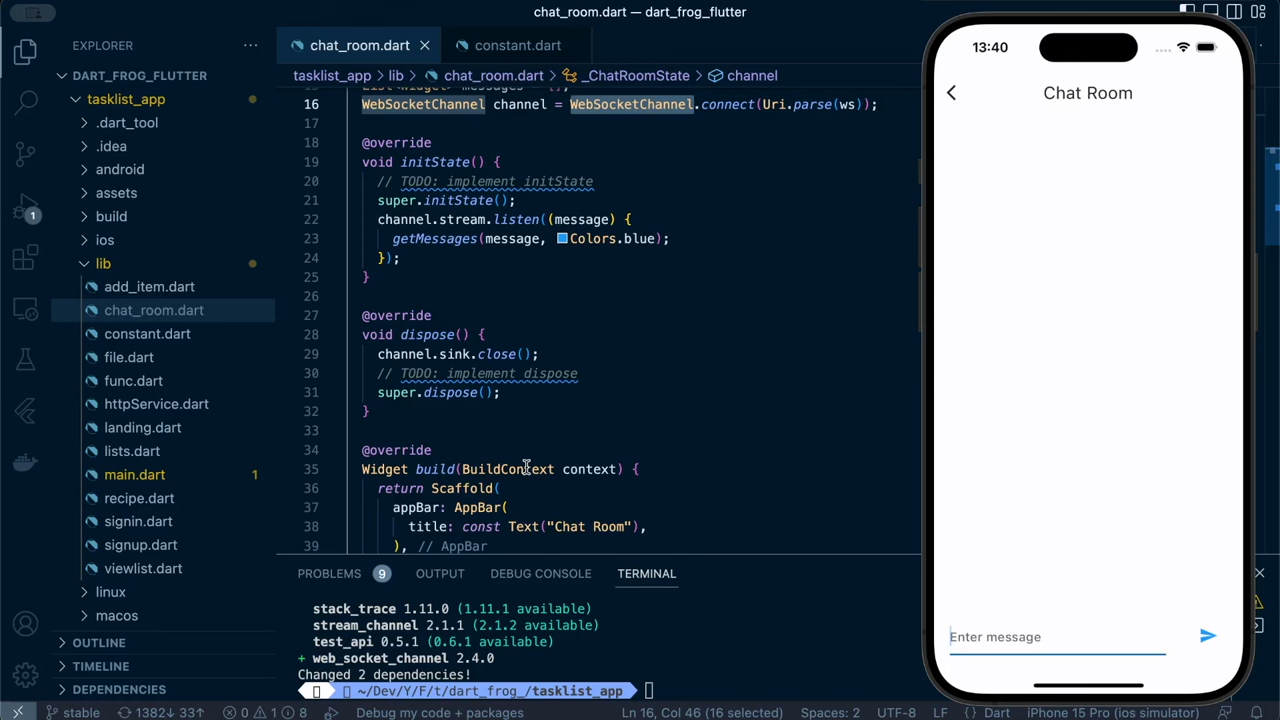 chat_room.dart — dart_frog_flutter
EXPLORER
DART_FROG_FLUTTER
tasklist_app
.dart_tool
.idea
android
assets
build
ios
lib
add_item.dart
chat_room.dart
constant.dart
file.dart
func.dart
httpService.dart
landing.dart
lists.dart
main.dart 1
recipe.dart
signin.dart
signup.dart
viewlist.dart
linux
macos
OUTLINE
TIMELINE
DEPENDENCIES
1
chat_room.dart
constant.dart
tasklist_app > lib > chat_room.dart > _ChatRoomState > channel
15 List<Widget> messages = [];
16 WebSocketChannel channel = WebSocketChannel.connect(Uri.parse(ws));
17
18 @override
19 void initState() {
20 // TODO: implement initState
21 super.initState();
22 channel.stream.listen((message) {
23 getMessages(message, Colors.blue);
24 });
25 }
26
27 @override
28 void dispose() {
29 channel.sink.close();
30 // TODO: implement dispose
31 super.dispose();
32 }
33
34 @override
35 Widget build(BuildContext context) {
36 return Scaffold(
37 appBar: AppBar(
38 title: const Text("Chat Room"),
39 ), // AppBar
PROBLEMS 9 OUTPUT DEBUG CONSOLE TERMINAL
stack_trace 1.11.0 (1.11.1 available)
stream_channel 2.1.1 (2.1.2 available)
test_api 0.5.1 (0.6.1 available)
+ web_socket_channel 2.4.0
Changed 2 dependencies!
~/Dev/Y/F/t/dart_frog_/tasklist_app
13:40
Chat Room
Enter message
stable 1382↓ 33↑ 0 1 8 Debug my code + packages Ln 16, Col 46 (16 selected) Spaces: 2 UTF-8 LF {} Dart iPhone 15 Pro (ios simulator)